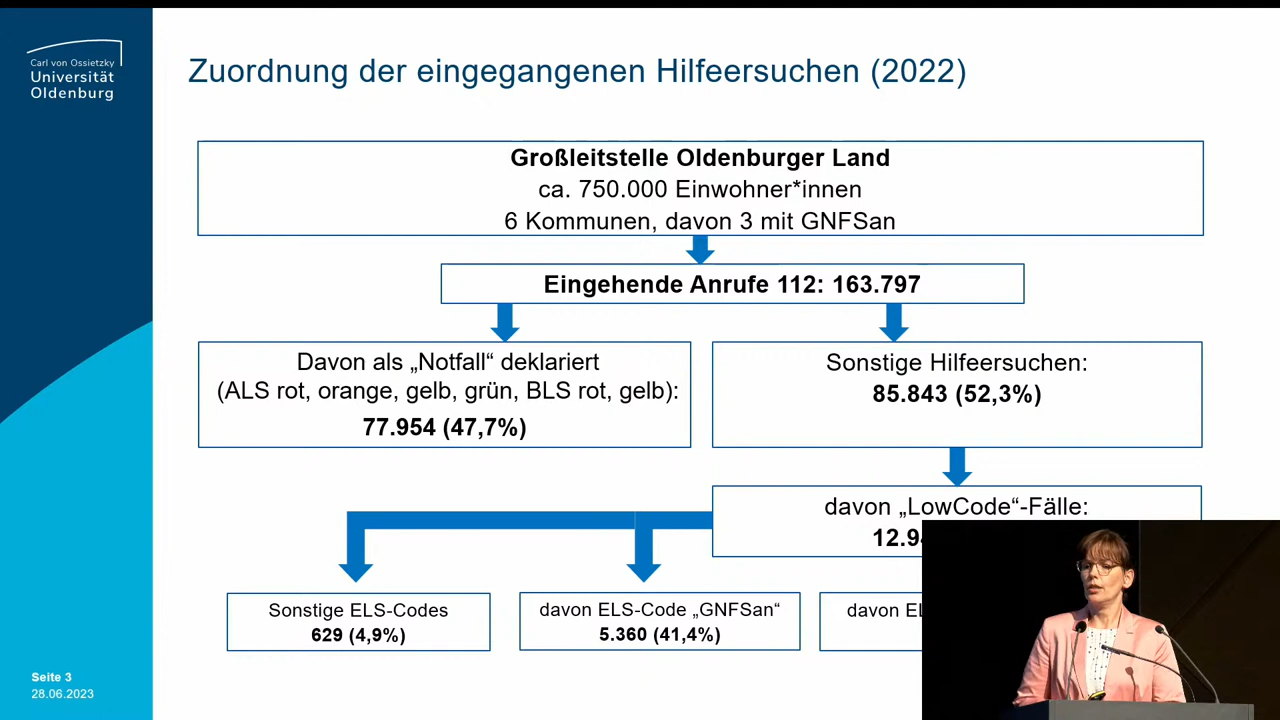 Carl von Ossietzky
Universität
Oldenburg
Zuordnung der eingegangenen Hilfeersuchen (2022)
Großleitstelle Oldenburger Land
ca. 750.000 Einwohner*innen
6 Kommunen, davon 3 mit GNFSan
Eingehende Anrufe 112: 163.797
Davon als „Notfall“ deklariert
(ALS rot, orange, gelb, grün, BLS rot, gelb):
77.954 (47,7%)
Sonstige Hilfeersuchen:
85.843 (52,3%)
davon „LowCode“-Fälle:
Sonstige ELS-Codes
629 (4,9%)
davon ELS-Code „GNFSan“
5.360 (41,4%)
davon
Seite 3
28.06.2023